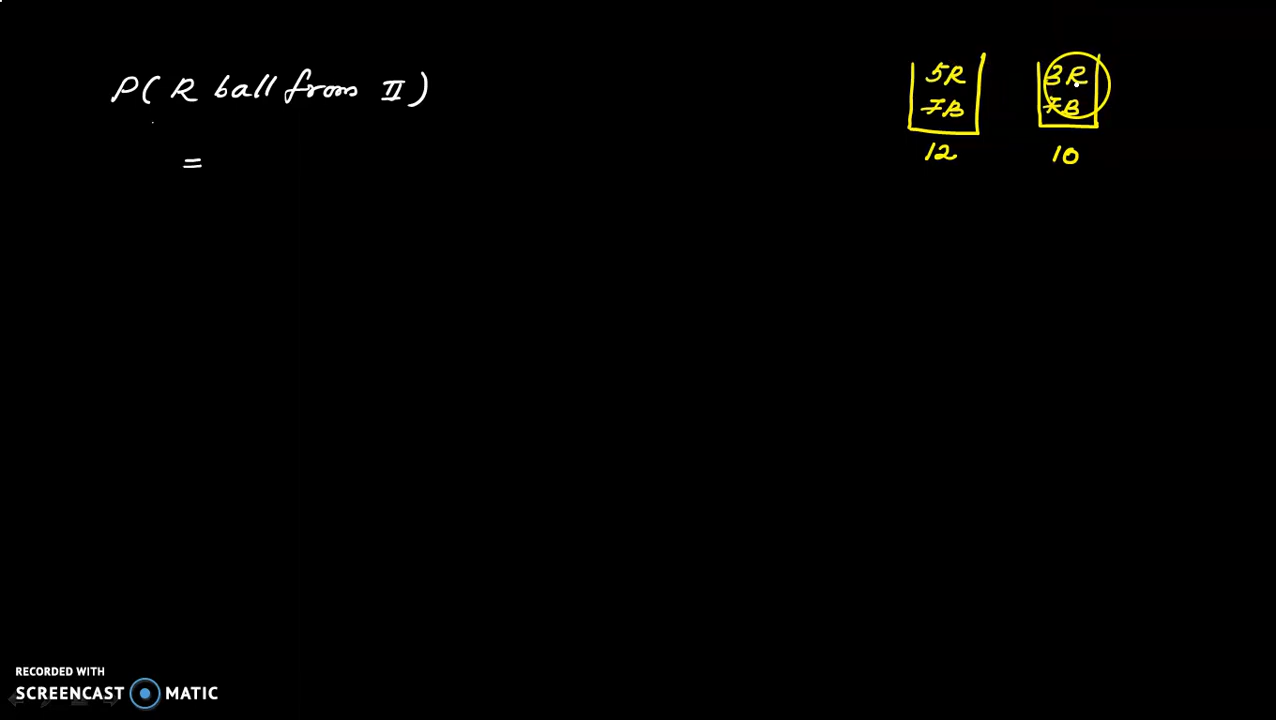 P( R ball from II )
=
5R
7B
12
3R
7B
10
RECORDED WITH
SCREENCAST MATIC